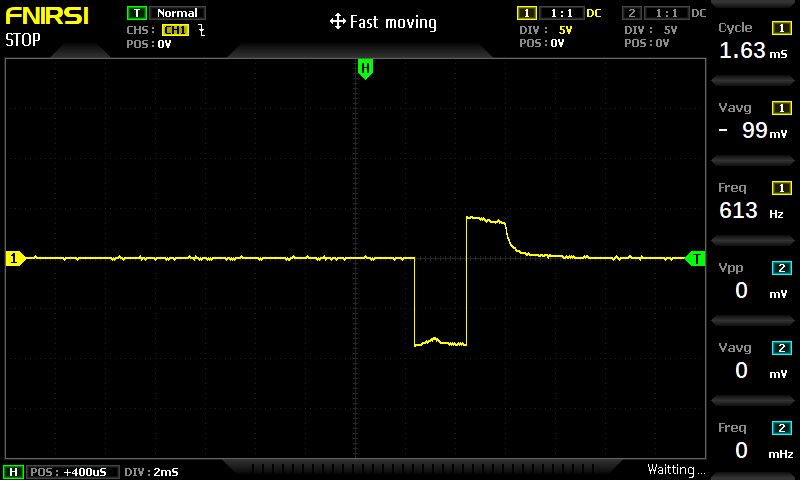 FNIRSI
STOP
T Normal
CHS: CH1
POS: 0V
Fast moving
1 1:1 DC
DIV: 5V
POS: 0V
2 1:1 DC
DIV: 5V
POS: 0V
H
1
T
Cycle 1
1.63 mS
Vavg 1
- 99 mV
Freq 1
613 Hz
Vpp 2
0 mV
Vavg 2
0 mV
Freq 2
0 mHz
H POS: +400uS DIV: 2mS
Waitting...